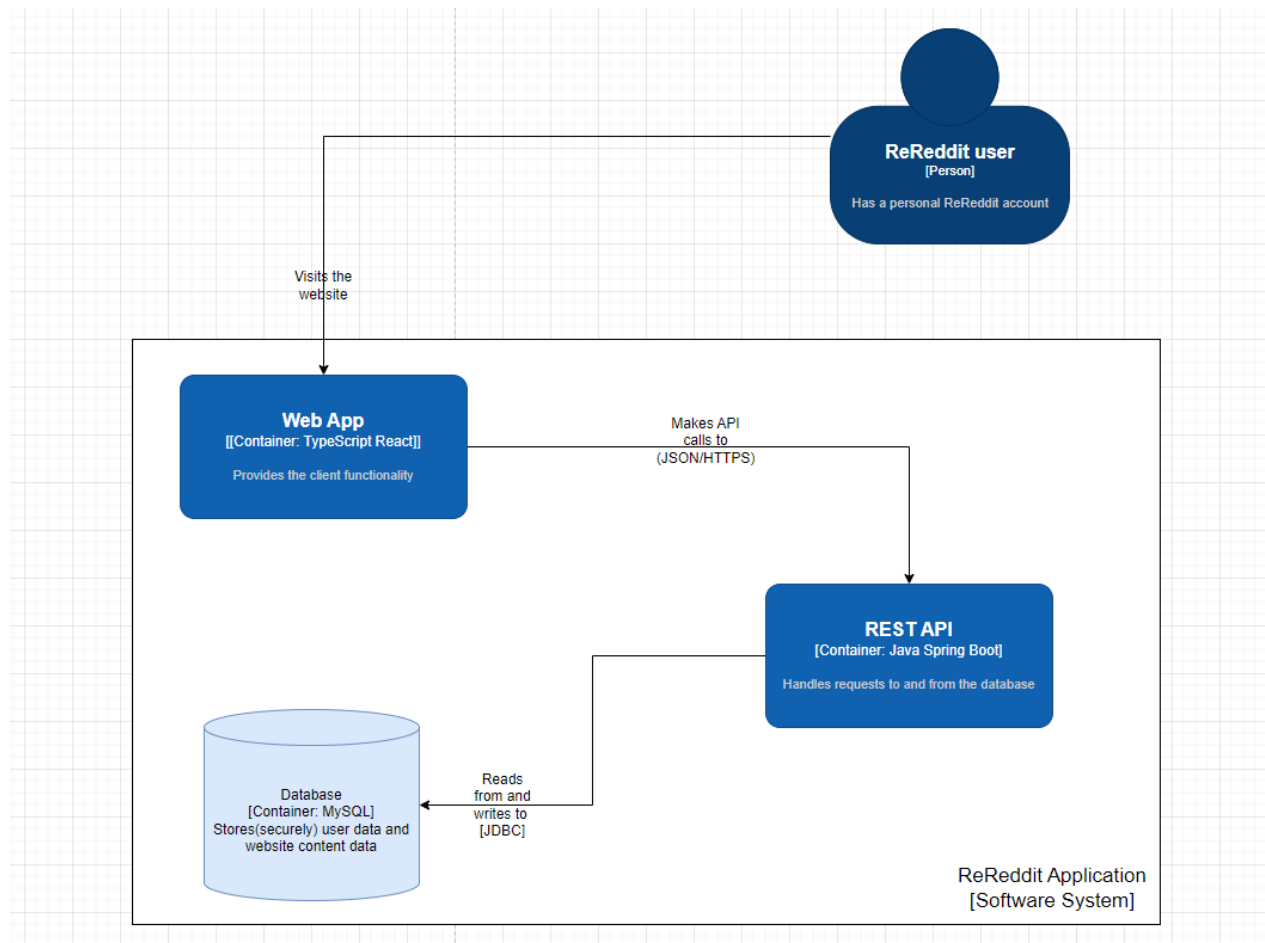 ReReddit user
[Person]
Has a personal ReReddit account
Visits the
website
Web App
[[Container: TypeScript React]]
Provides the client functionality
Makes API
calls to
(JSON/HTTPS)
REST API
[Container: Java Spring Boot]
Handles requests to and from the database
Reads
from and
writes to
[JDBC]
Database
[Container: MySQL]
Stores(securely) user data and
website content data
ReReddit Application
[Software System]